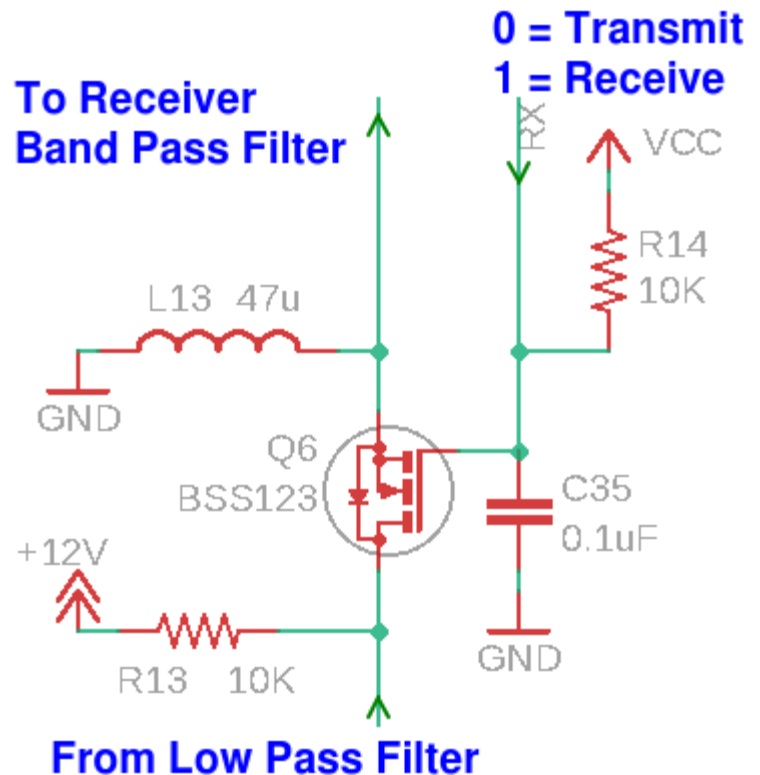 0 = Transmit
1 = Receive
To Receiver
Band Pass Filter
RX
VCC
R14
10K
L13 47u
GND
Q6
BSS123
C35
0.1uF
+12V
GND
R13 10K
From Low Pass Filter